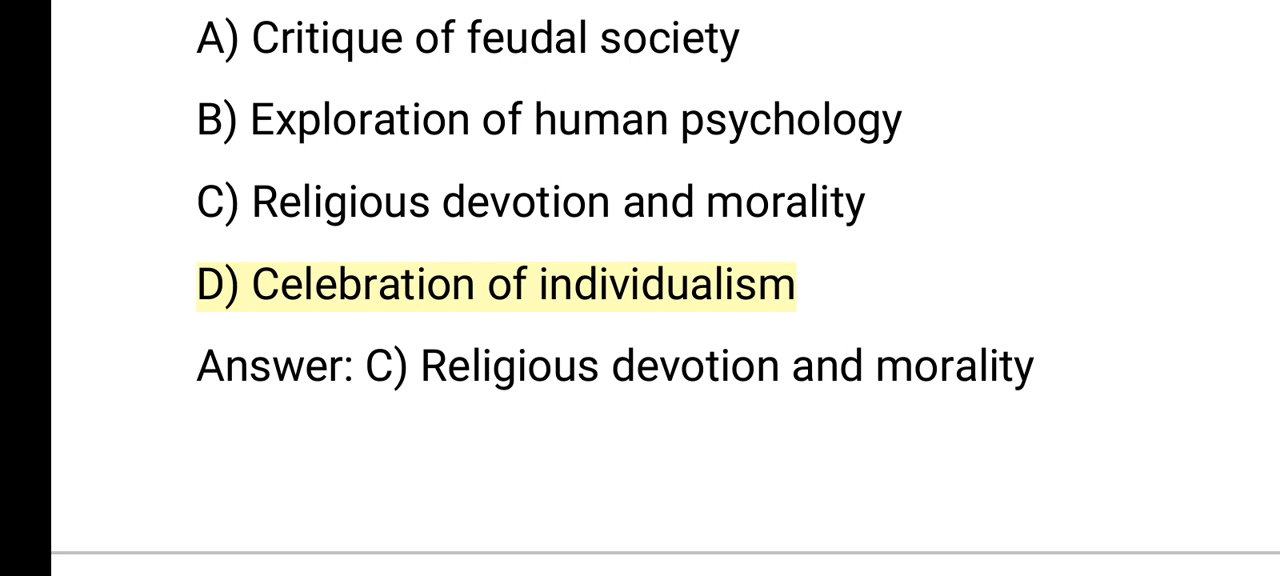 A) Critique of feudal society
B) Exploration of human psychology
C) Religious devotion and morality
D) Celebration of individualism
Answer: C) Religious devotion and morality